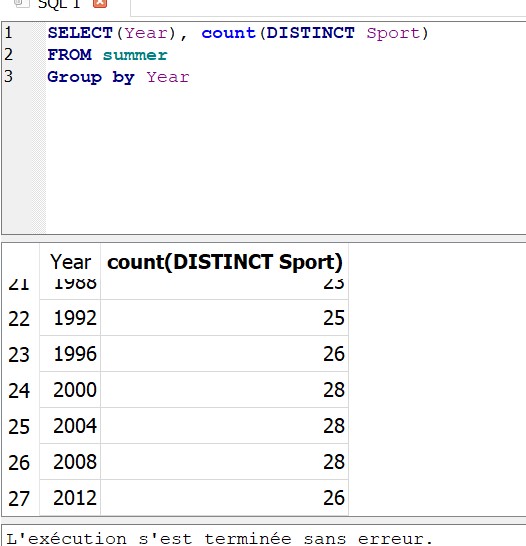 SQL 1
1 SELECT(Year), count(DISTINCT Sport)
2 FROM summer
3 Group by Year
Year count(DISTINCT Sport)
21 1988 23
22 1992 25
23 1996 26
24 2000 28
25 2004 28
26 2008 28
27 2012 26
L'exécution s'est terminée sans erreur.